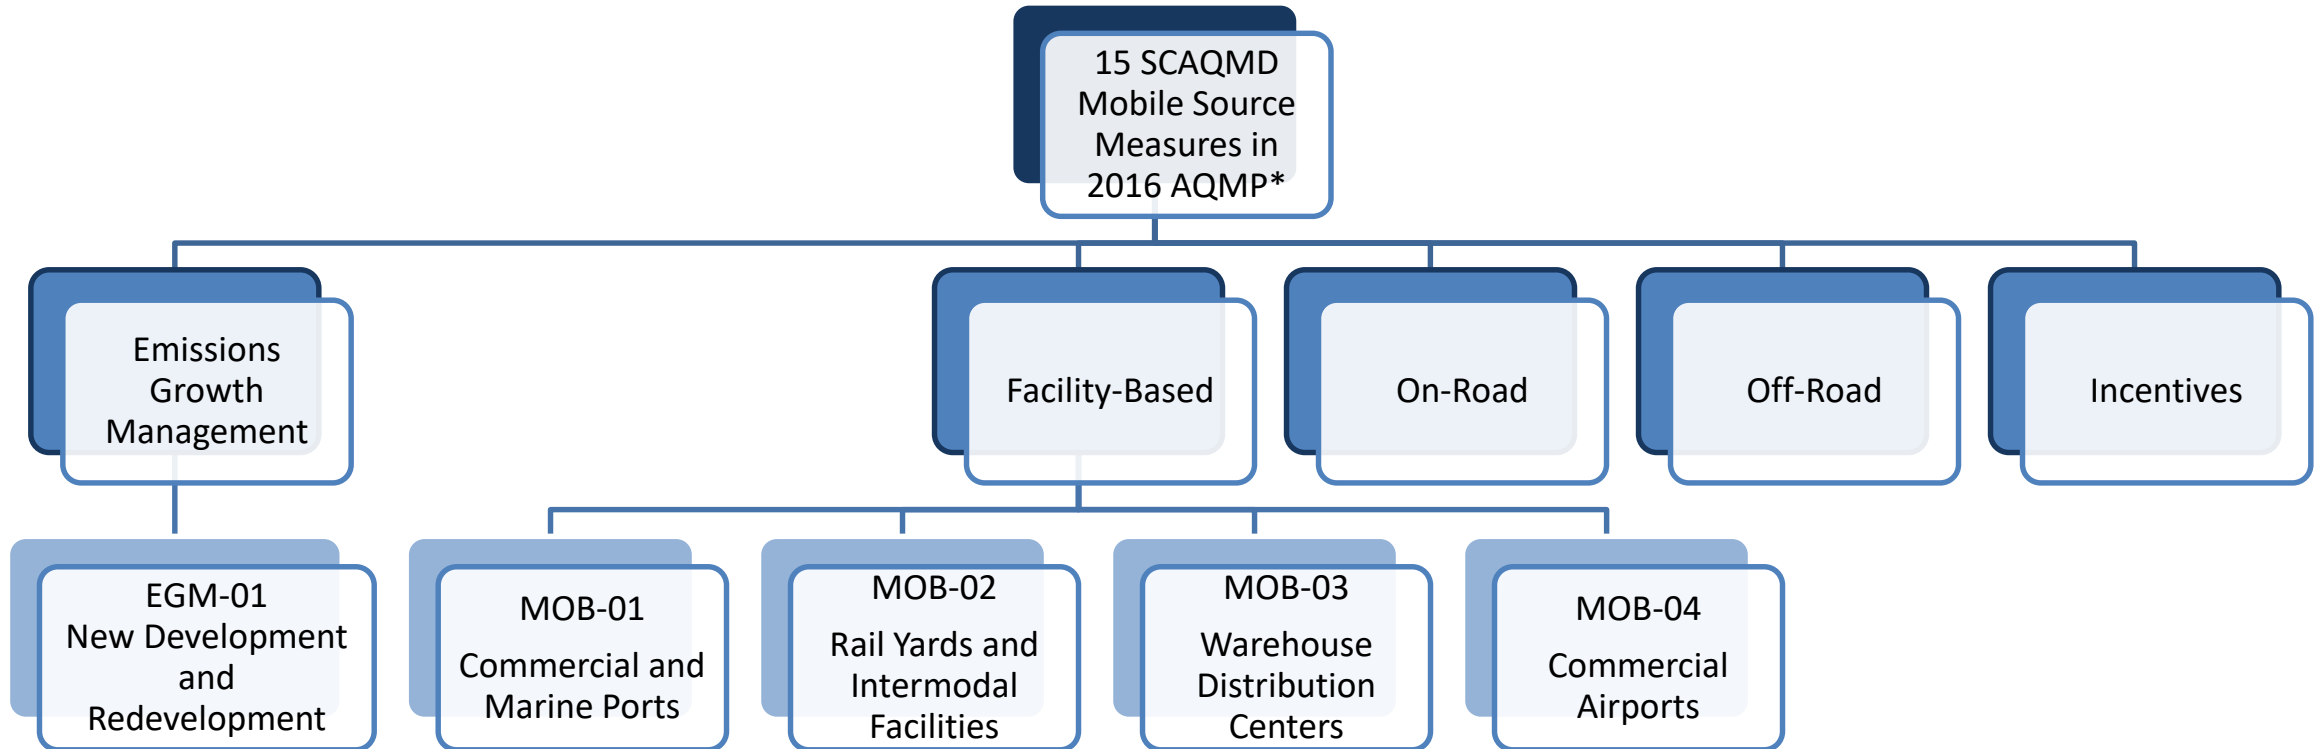 15 SCAQMD
Mobile Source
Measures in
2016 AQMP*
Emissions
Growth
Management
Facility-Based
On-Road
Off-Road
Incentives
EGM-01
New Development
and
Redevelopment
MOB-01
Commercial and
Marine Ports
MOB-02
Rail Yards and
Intermodal
Facilities
MOB-03
Warehouse
Distribution
Centers
MOB-04
Commercial
Airports